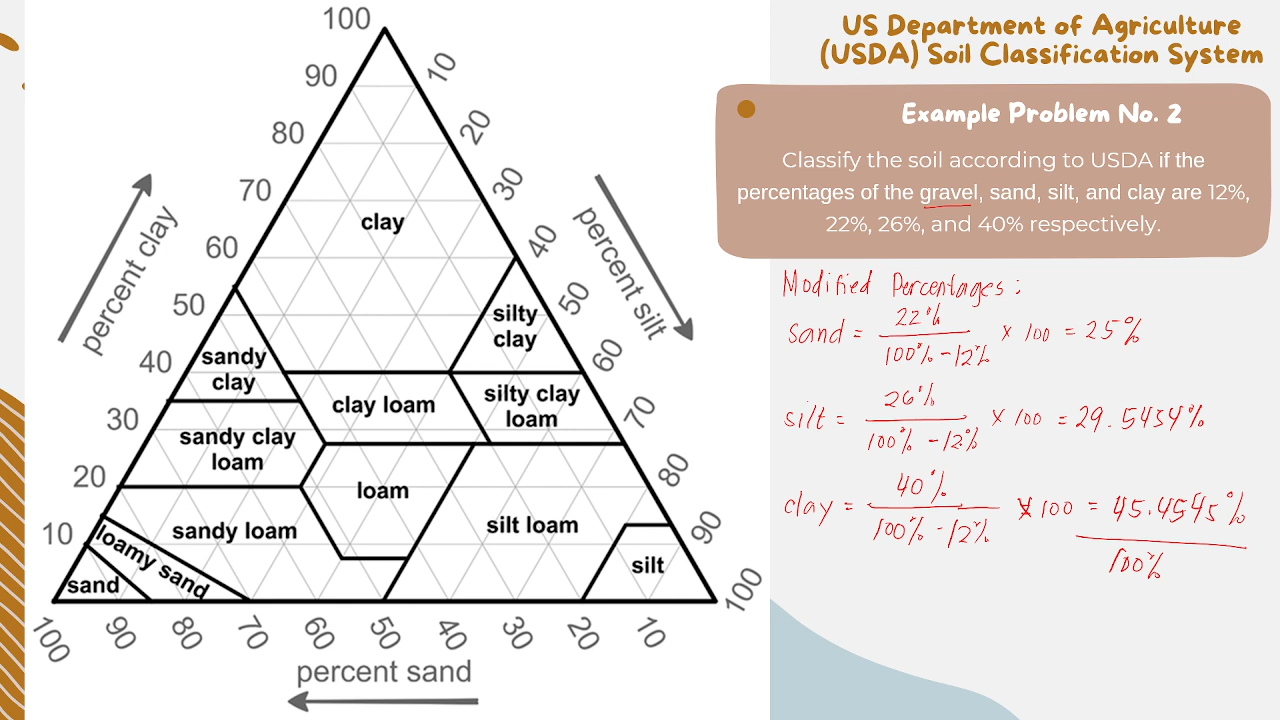 US Department of Agriculture
(USDA) Soil Classification System
Example Problem No. 2
Classify the soil according to USDA if the
percentages of the gravel, sand, silt, and clay are 12%,
22%, 26%, and 40% respectively.
Modified Percentages:
sand = 22% / 100% - 12% × 100 = 25%
silt = 26% / 100% - 12% × 100 = 29.5454%
clay = 40% / 100% - 12% × 100 = 45.4545%
100%
100
90
80
70
60
50
40
30
20
10
percent clay
10
20
30
40
50
60
70
80
90
100
percent silt
100
90
80
70
60
50
40
30
20
10
percent sand
clay
silty
clay
sandy
clay
clay loam
silty clay
loam
sandy clay
loam
loam
silt loam
sandy loam
loamy sand
sand
silt